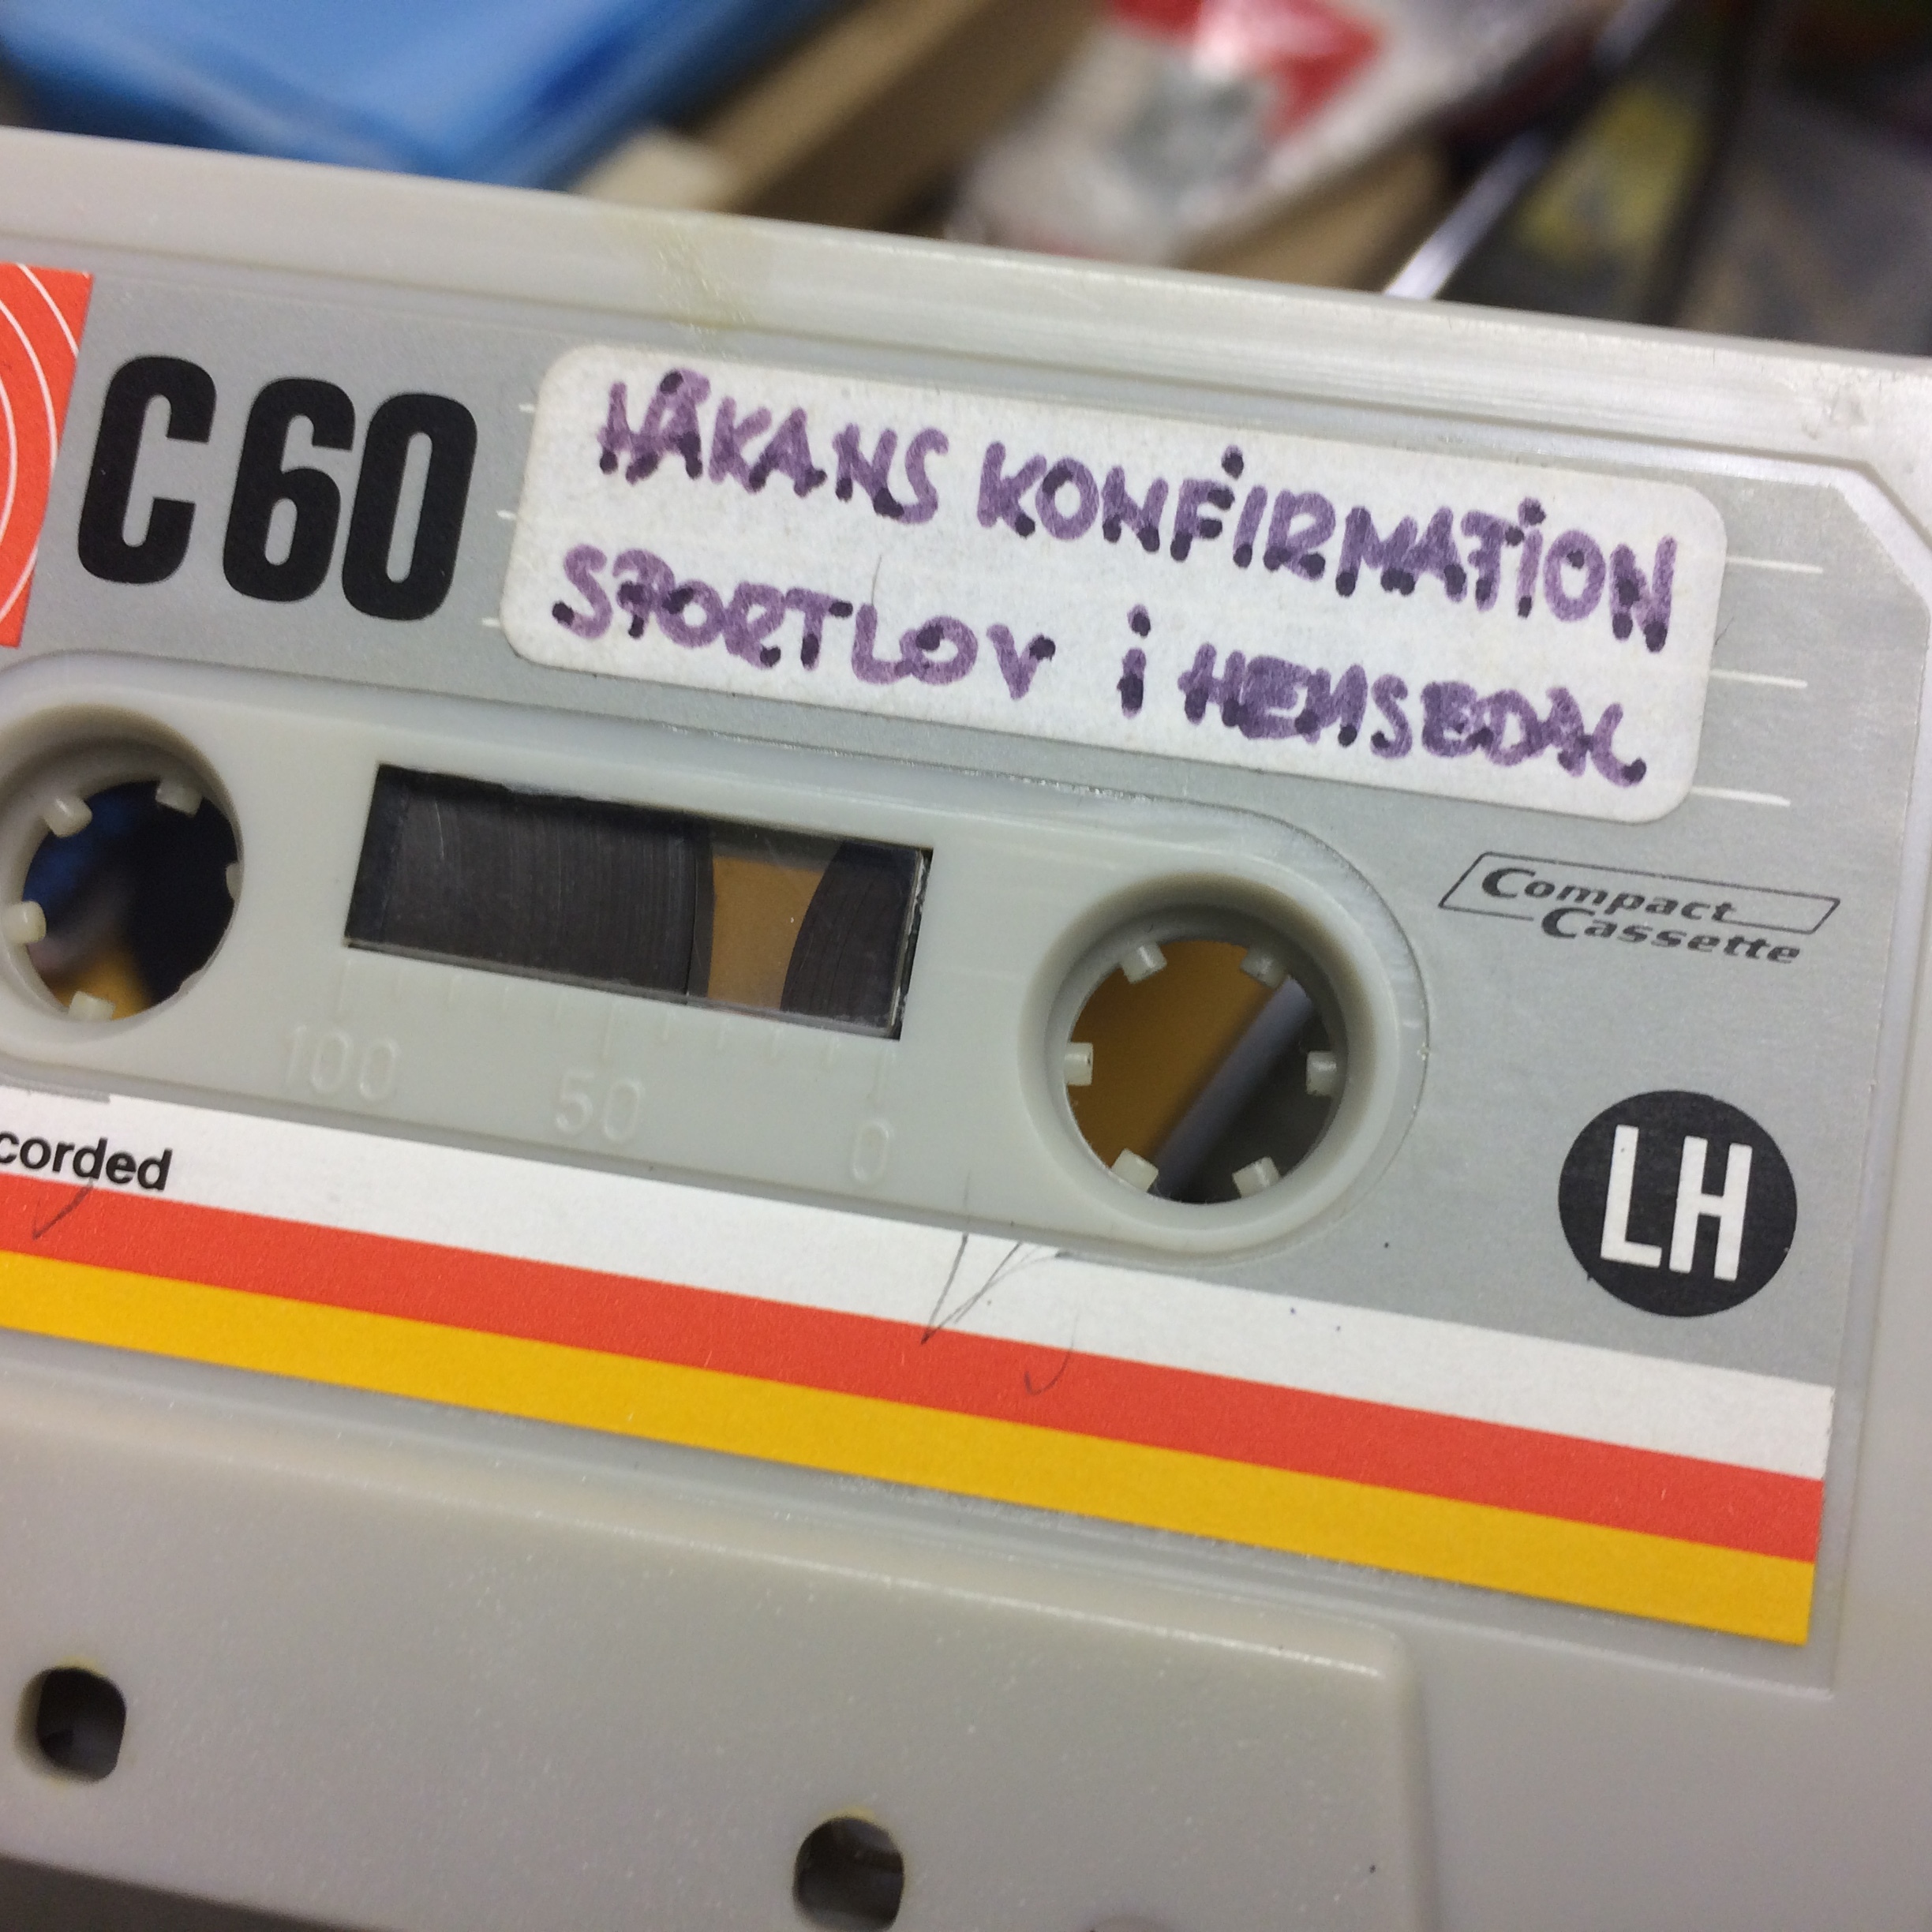 C60
HÅKANS KONFiRMATiON
SPORTLOV i HEMSEDAL
Compact
Cassette
100 50 0
corded
LH